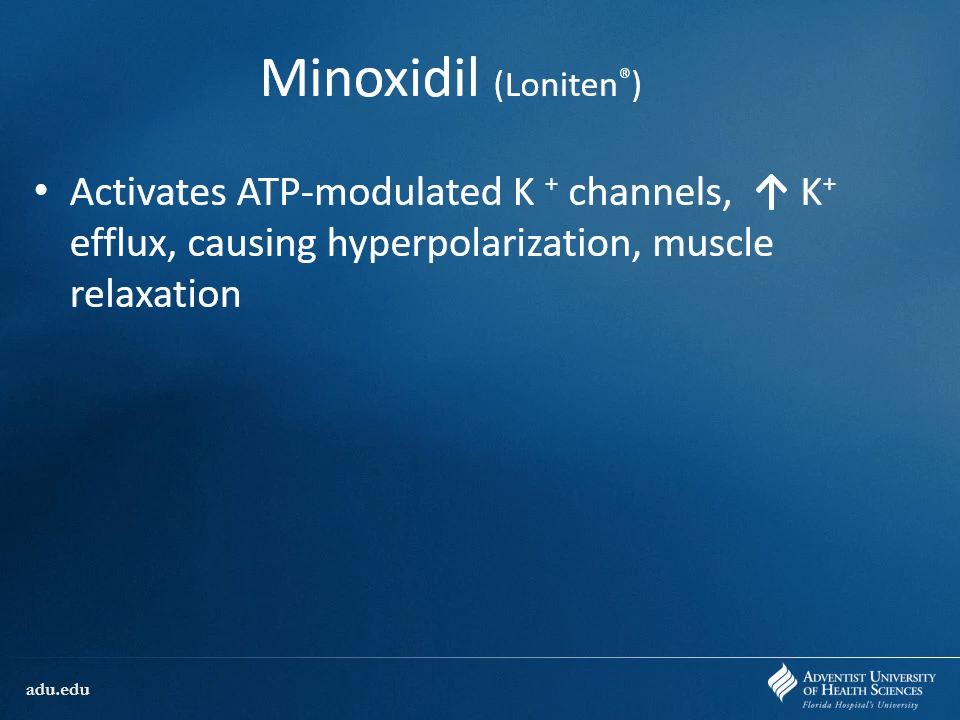 Minoxidil (Loniten®)
• Activates ATP-modulated K + channels, ↑ K+
efflux, causing hyperpolarization, muscle
relaxation
adu.edu
ADVENTIST UNIVERSITY
OF HEALTH SCIENCES
Florida Hospital's University